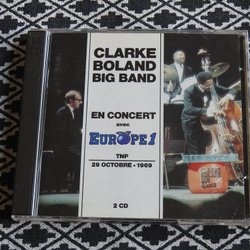 CLARKE
BOLAND
BIG BAND
EN CONCERT
avec
EUROPE 1
TNP
29 OCTOBRE • 1969
2 CD